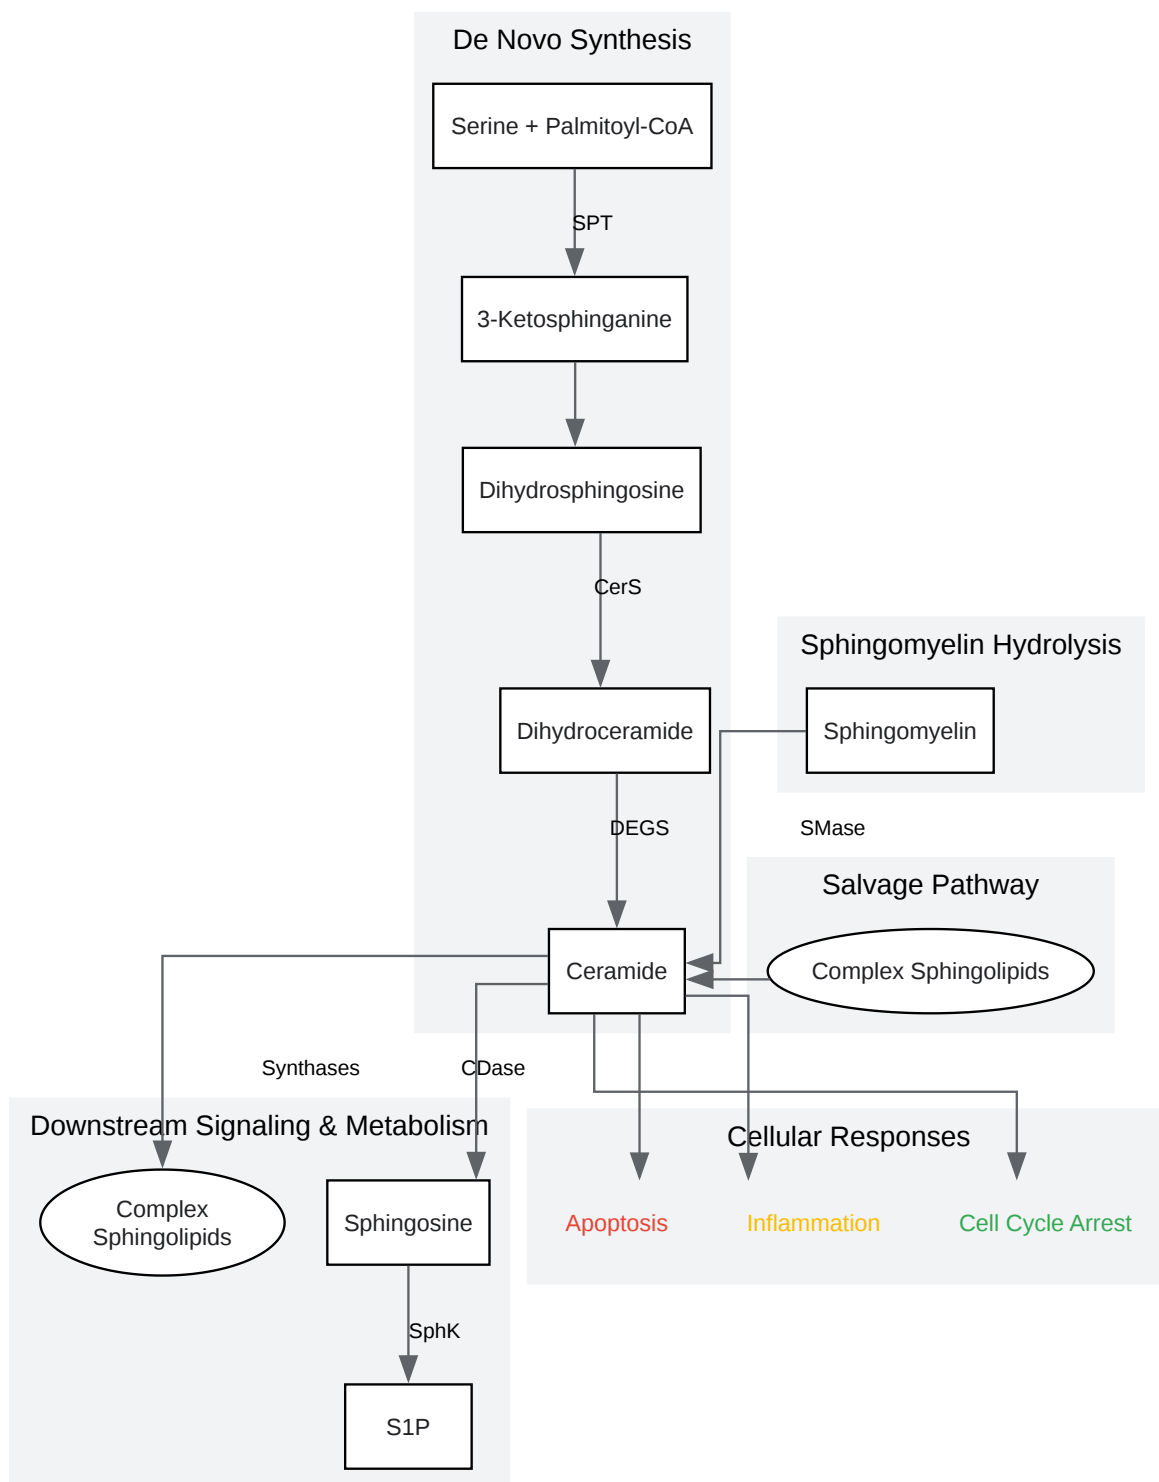 De Novo Synthesis
Serine + Palmitoyl-CoA
SPT
3-Ketosphinganine
Dihydrosphingosine
CerS
Sphingomyelin Hydrolysis
Dihydroceramide
Sphingomyelin
DEGS
SMase
Salvage Pathway
Ceramide
Complex Sphingolipids
Synthases
CDase
Downstream Signaling & Metabolism
Cellular Responses
Complex
Sphingolipids
Sphingosine
Apoptosis
Inflammation
Cell Cycle Arrest
SphK
S1P